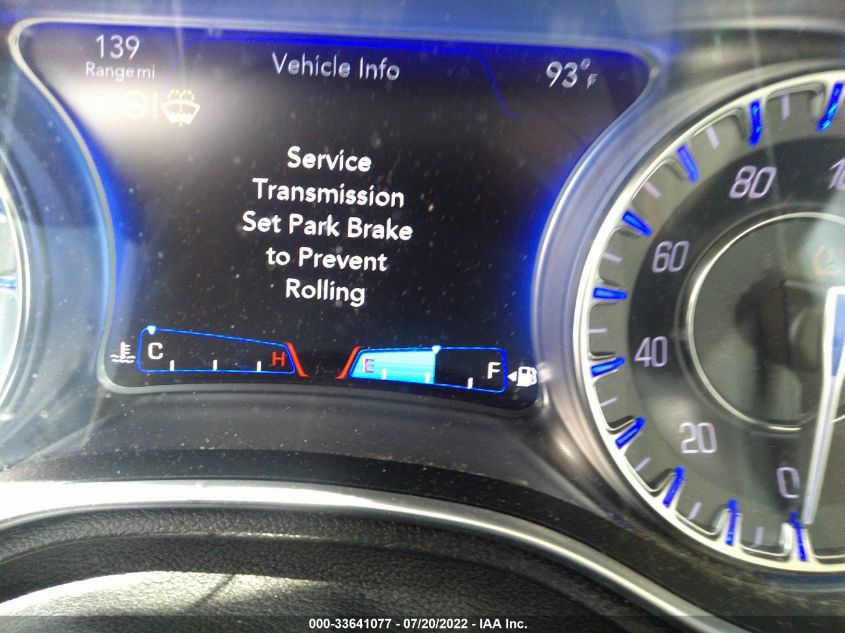 139
Range mi
Vehicle Info
93°F
Service
Transmission
Set Park Brake
to Prevent
Rolling
C
H
E
F
80
60
40
20
0
000-33641077 - 07/20/2022 - IAA Inc.